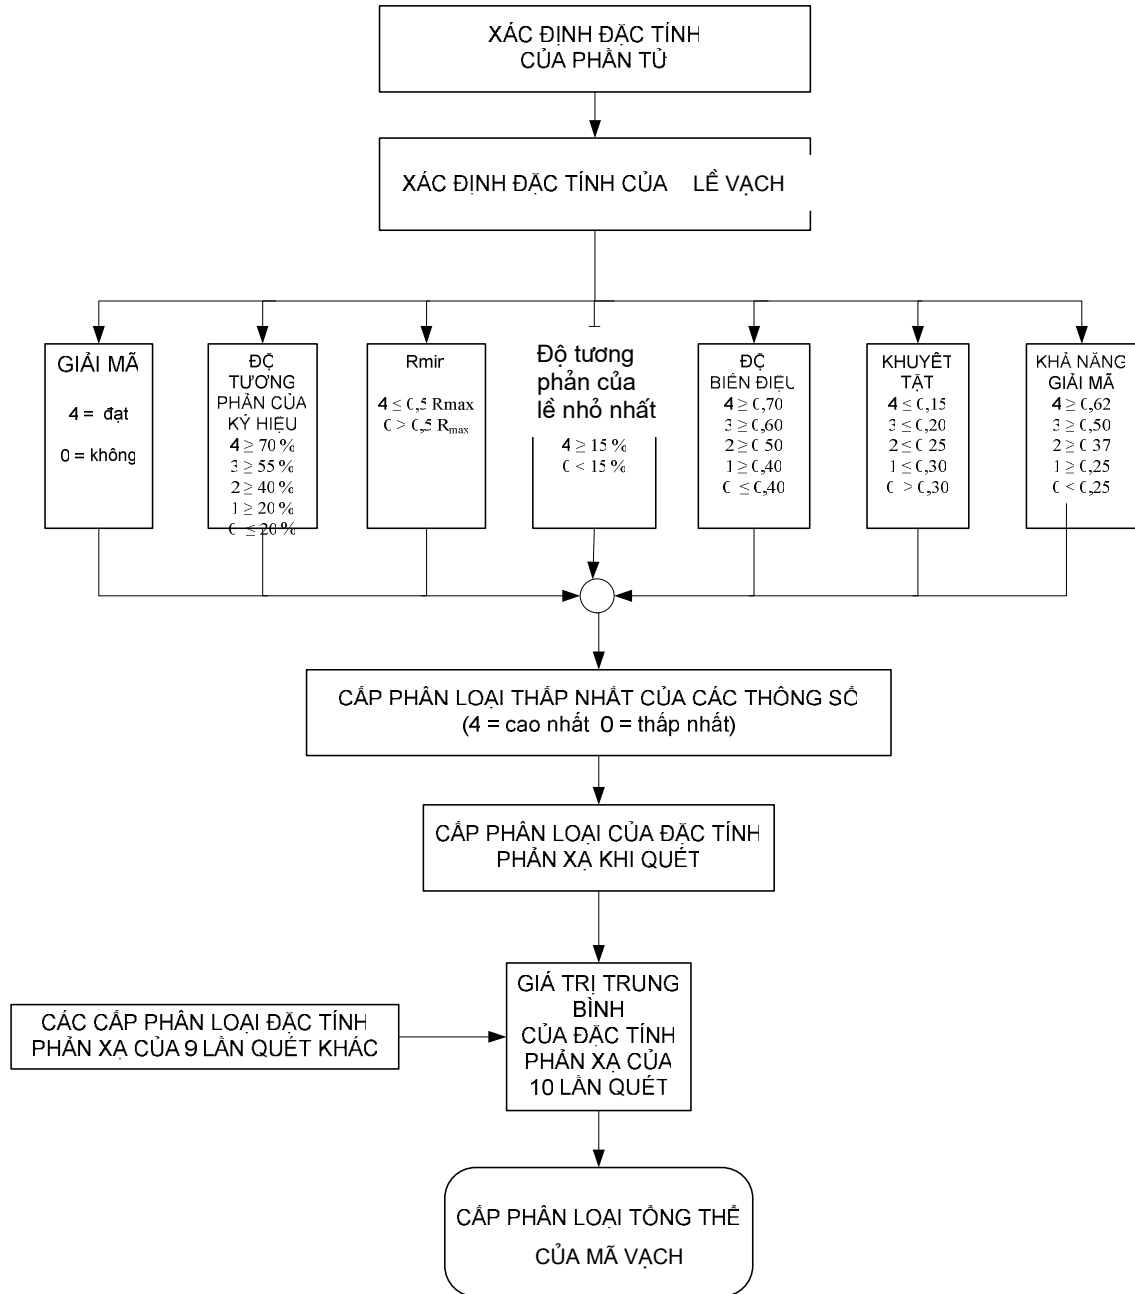 XÁC ĐỊNH ĐẶC TÍNH
CỦA PHẦN TỬ
XÁC ĐỊNH ĐẶC TÍNH CỦA LỀ VẠCH
GIẢI MÃ
4 = đạt
0 = không
ĐỘ
TƯƠNG
PHẢN CỦA
KÝ HIỆU
4 ≥ 70 %
3 ≥ 55 %
2 ≥ 40 %
1 ≥ 20 %
0 ≤ 20 %
Rmin
4 ≤ 0,5 Rmax
0 > 0,5 Rmax
Độ tương
phản của
lề nhỏ nhất
4 ≥ 15 %
0 < 15 %
ĐỘ
BIẾN ĐIỆU
4 ≥ 0,70
3 ≥ 0,60
2 ≥ 0 50
1 ≥ 0,40
0 ≤ 0,40
KHUYẾT
TẬT
4 ≤ 0,15
3 ≤ 0,20
2 ≤ 0 25
1 ≤ 0,30
0 > 0,30
KHẢ NĂNG
GIẢI MÃ
4 ≥ 0,62
3 ≥ 0,50
2 ≥ 0 37
1 ≥ 0,25
0 < 0,25
CẤP PHÂN LOẠI THẤP NHẤT CỦA CÁC THÔNG SỐ
(4 = cao nhất 0 = thấp nhất)
CẤP PHÂN LOẠI CỦA ĐẶC TÍNH
PHẢN XẠ KHI QUÉT
GIÁ TRỊ TRUNG
BÌNH
CỦA ĐẶC TÍNH
PHẢN XẠ CỦA
10 LẦN QUÉT
CÁC CẤP PHÂN LOẠI ĐẶC TÍNH
PHẢN XẠ CỦA 9 LẦN QUÉT KHÁC
CẤP PHÂN LOẠI TỔNG THỂ
CỦA MÃ VẠCH